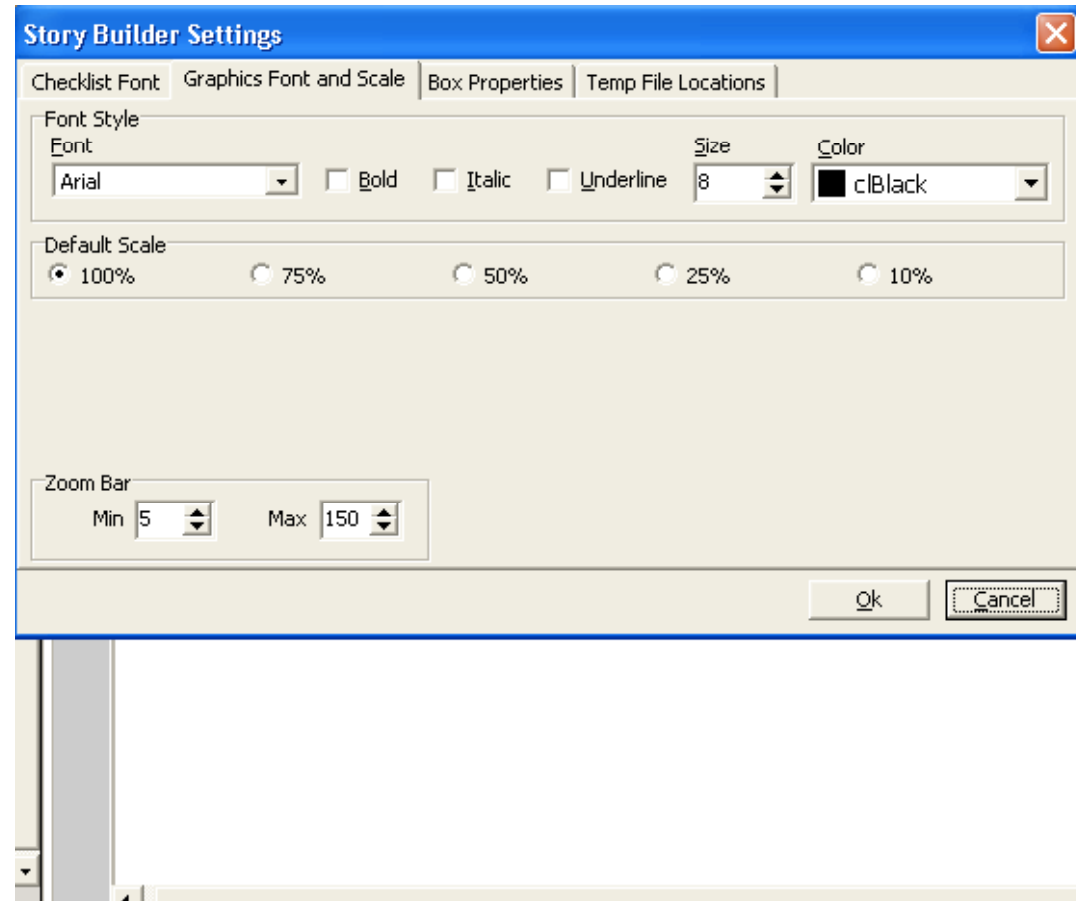 Story Builder Settings
Checklist Font Graphics Font and Scale Box Properties Temp File Locations
Font Style
Font Size Color
Arial Bold Italic Underline 8 clBlack
Default Scale
100% 75% 50% 25% 10%
Zoom Bar
Min 5 Max 150
Ok Cancel